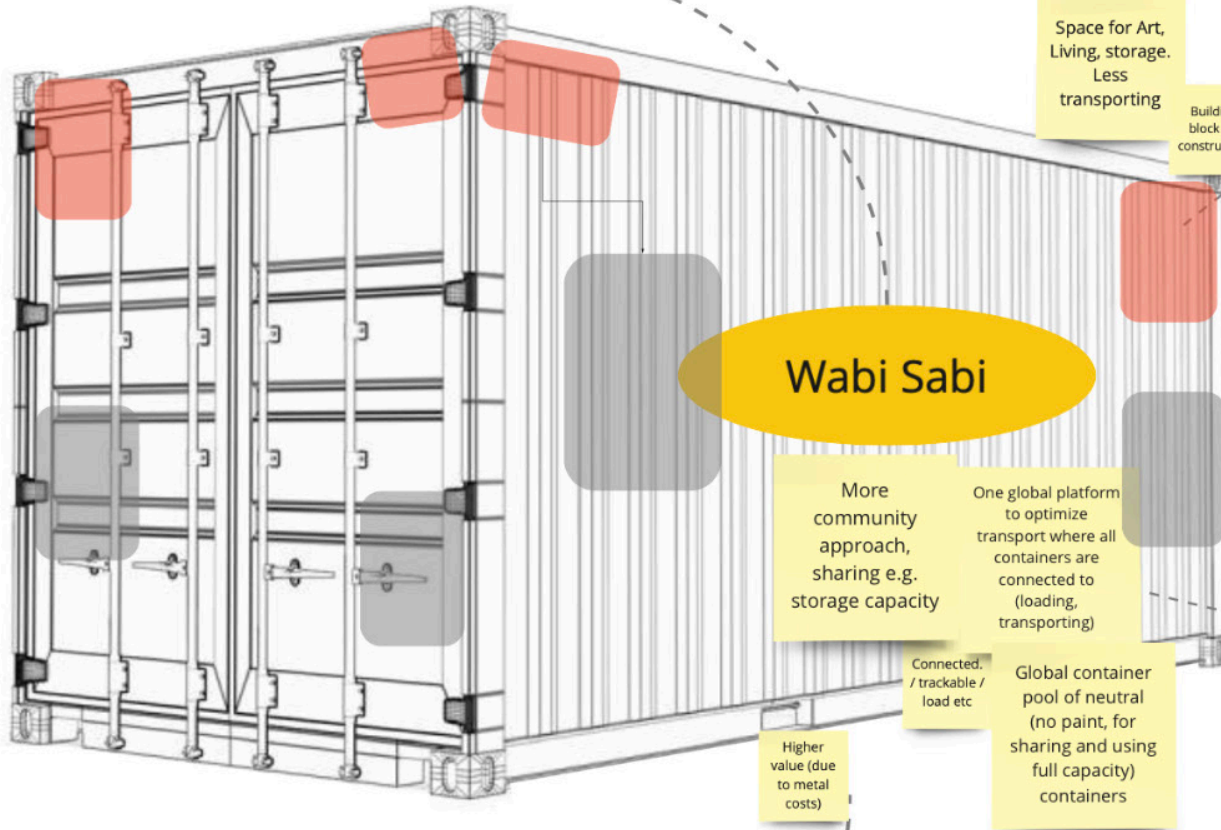 Space for Art,
Living, storage.
Less
transporting
block
Wabi Sabi
More
community
approach,
sharing e.g.
storage capacity
One global platform
to optimize
transport where all
containers are
connected to
(loading,
transporting)
Connected.
/ trackable /
load etc
Global container
pool of neutral
(no paint, for
sharing and using
full capacity)
containers
Higher
value (due
to metal
costs)